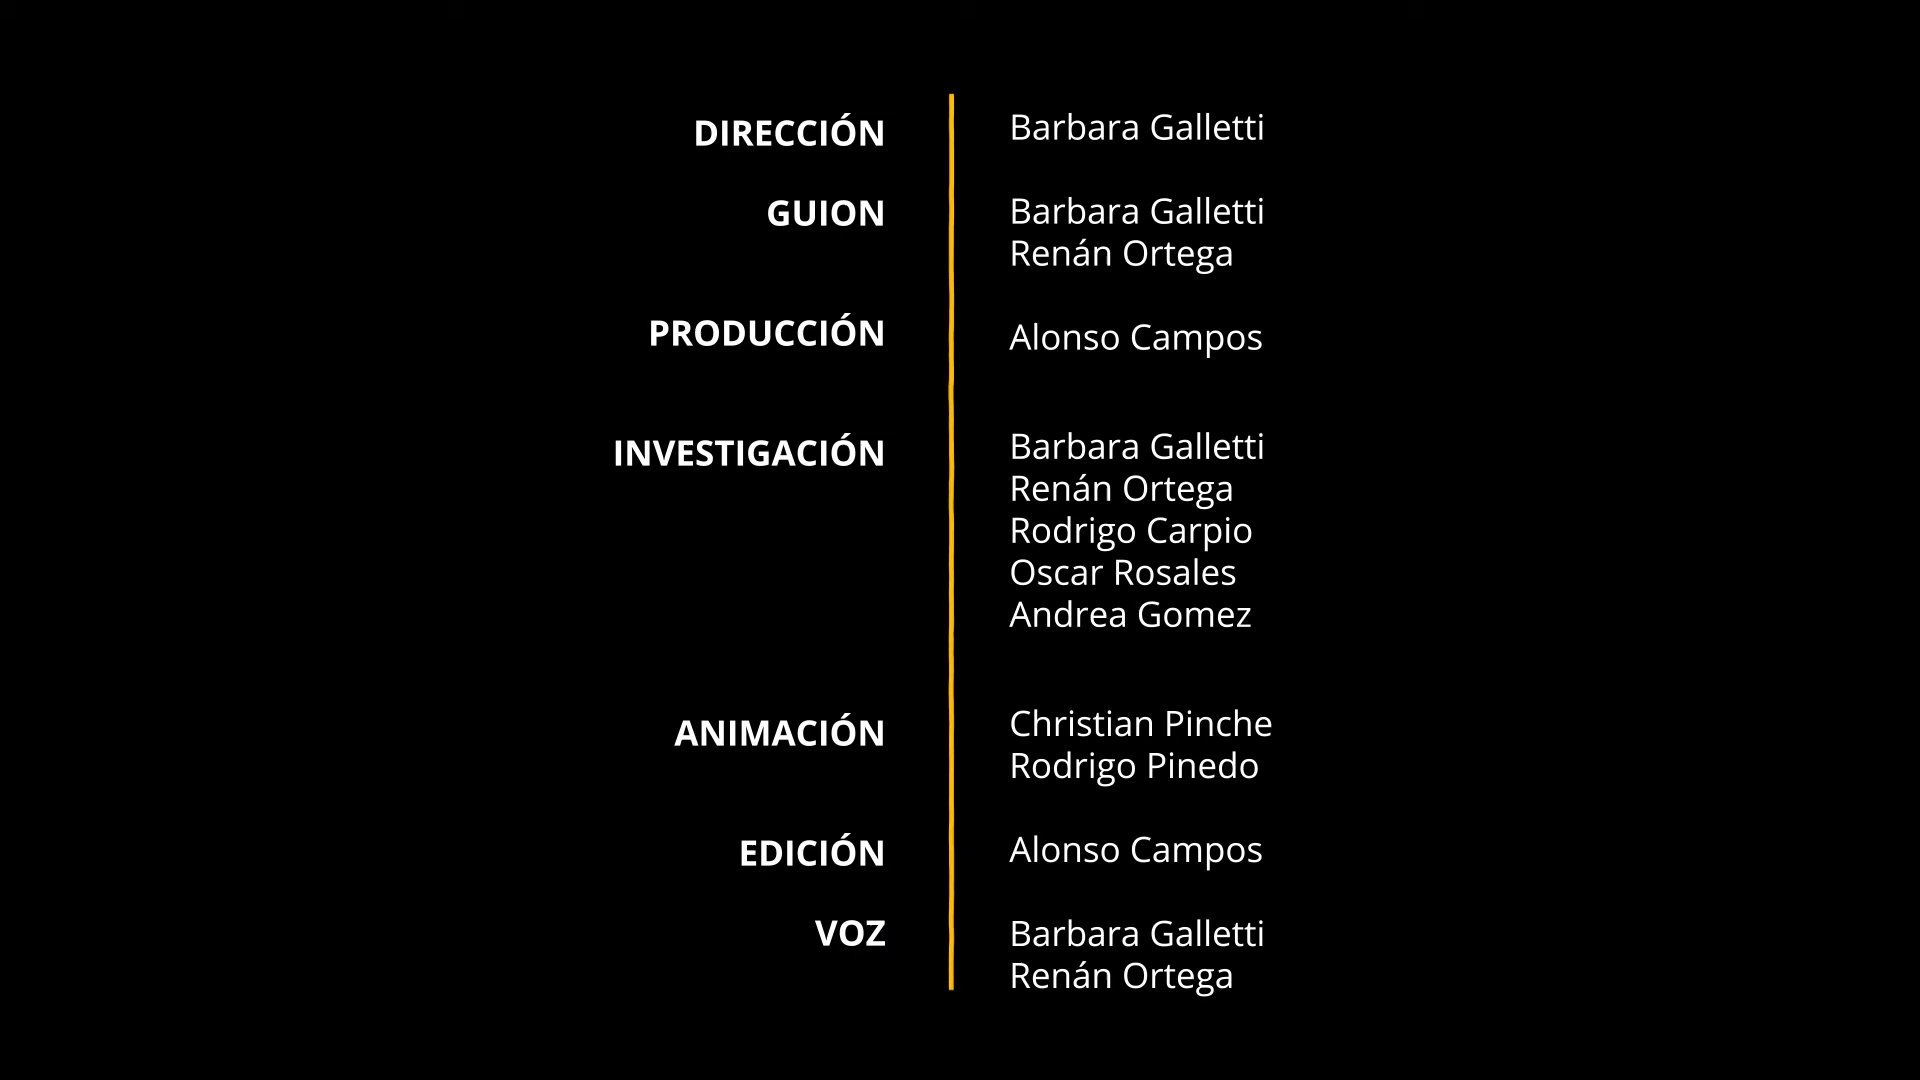 DIRECCIÓN
Barbara Galletti
GUION
Barbara Galletti
Renán Ortega
PRODUCCIÓN
Alonso Campos
INVESTIGACIÓN
Barbara Galletti
Renán Ortega
Rodrigo Carpio
Oscar Rosales
Andrea Gomez
ANIMACIÓN
Christian Pinche
Rodrigo Pinedo
EDICIÓN
Alonso Campos
VOZ
Barbara Galletti
Renán Ortega